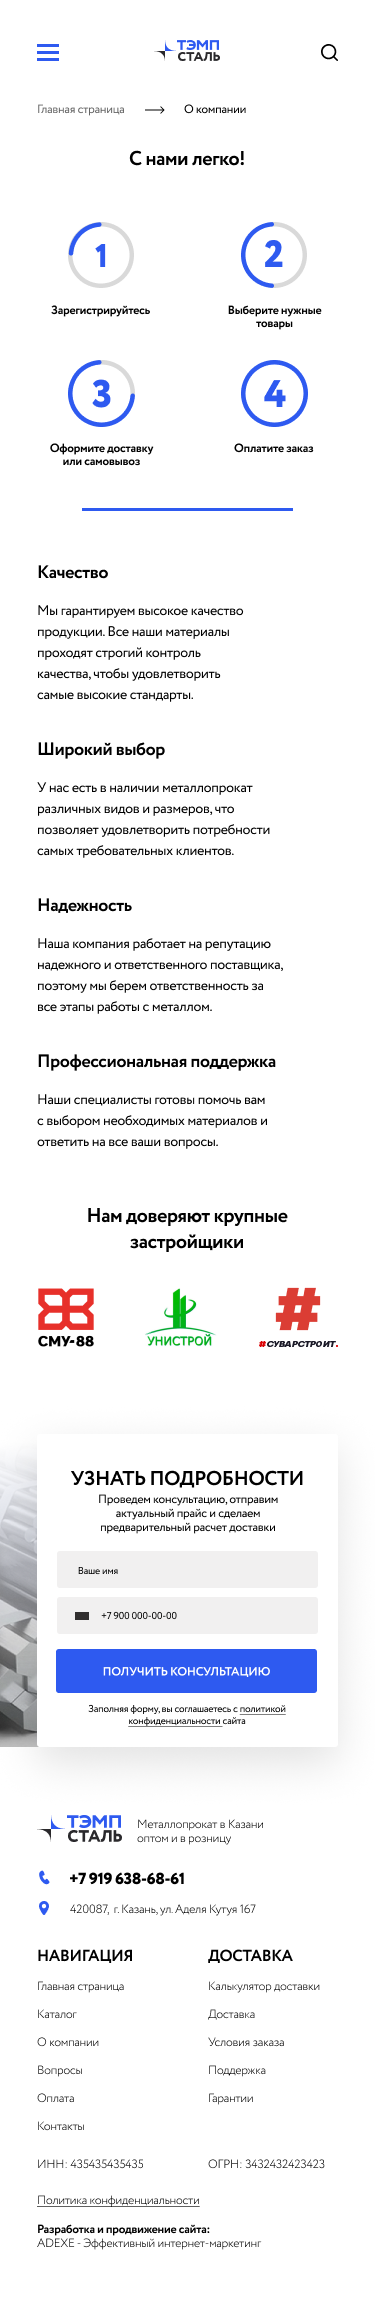 ТЭМП
СТАЛЬ
Главная страница
О компании
С нами легко!
1
2
Зарегистрируйтесь
Выберите нужные
товары
3
4
Оформите доставку
или самовывоз
Оплатите заказ
Качество
Мы гарантируем высокое качество
продукции. Все наши материалы
проходят строгий контроль
качества, чтобы удовлетворить
самые высокие стандарты.
Широкий выбор
У нас есть в наличии металлопрокат
различных видов и размеров, что
позволяет удовлетворить потребности
самых требовательных клиентов.
Надежность
Наша компания работает на репутацию
надежного и ответственного поставщика,
поэтому мы берем ответственность за
все этапы работы с металлом.
Профессиональная поддержка
Наши специалисты готовы помочь вам
с выбором необходимых материалов и
ответить на все ваши вопросы.
Нам доверяют крупные
застройщики
СМУ-88
УНИСТРОЙ
#
#СУВАРСТРОИТ.
УЗНАТЬ ПОДРОБНОСТИ
Проведем консультацию, отправим
актуальный прайс и сделаем
предварительный расчет доставки
Ваше имя
+7 900 000-00-00
ПОЛУЧИТЬ КОНСУЛЬТАЦИЮ
Заполняя форму, вы соглашаетесь с политикой
конфиденциальности сайта
ТЭМП
СТАЛЬ
Металлопрокат в Казани
оптом и в розницу
+7 919 638-68-61
420087, г. Казань, ул. Аделя Кутуя 167
НАВИГАЦИЯ
Главная страница
Каталог
О компании
Вопросы
Оплата
Контакты
ДОСТАВКА
Калькулятор доставки
Доставка
Условия заказа
Поддержка
Гарантии
ИНН: 435435435435
ОГРН: 3432432423423
Политика конфиденциальности
Разработка и продвижение сайта:
ADEXE - Эффективный интернет-маркетинг